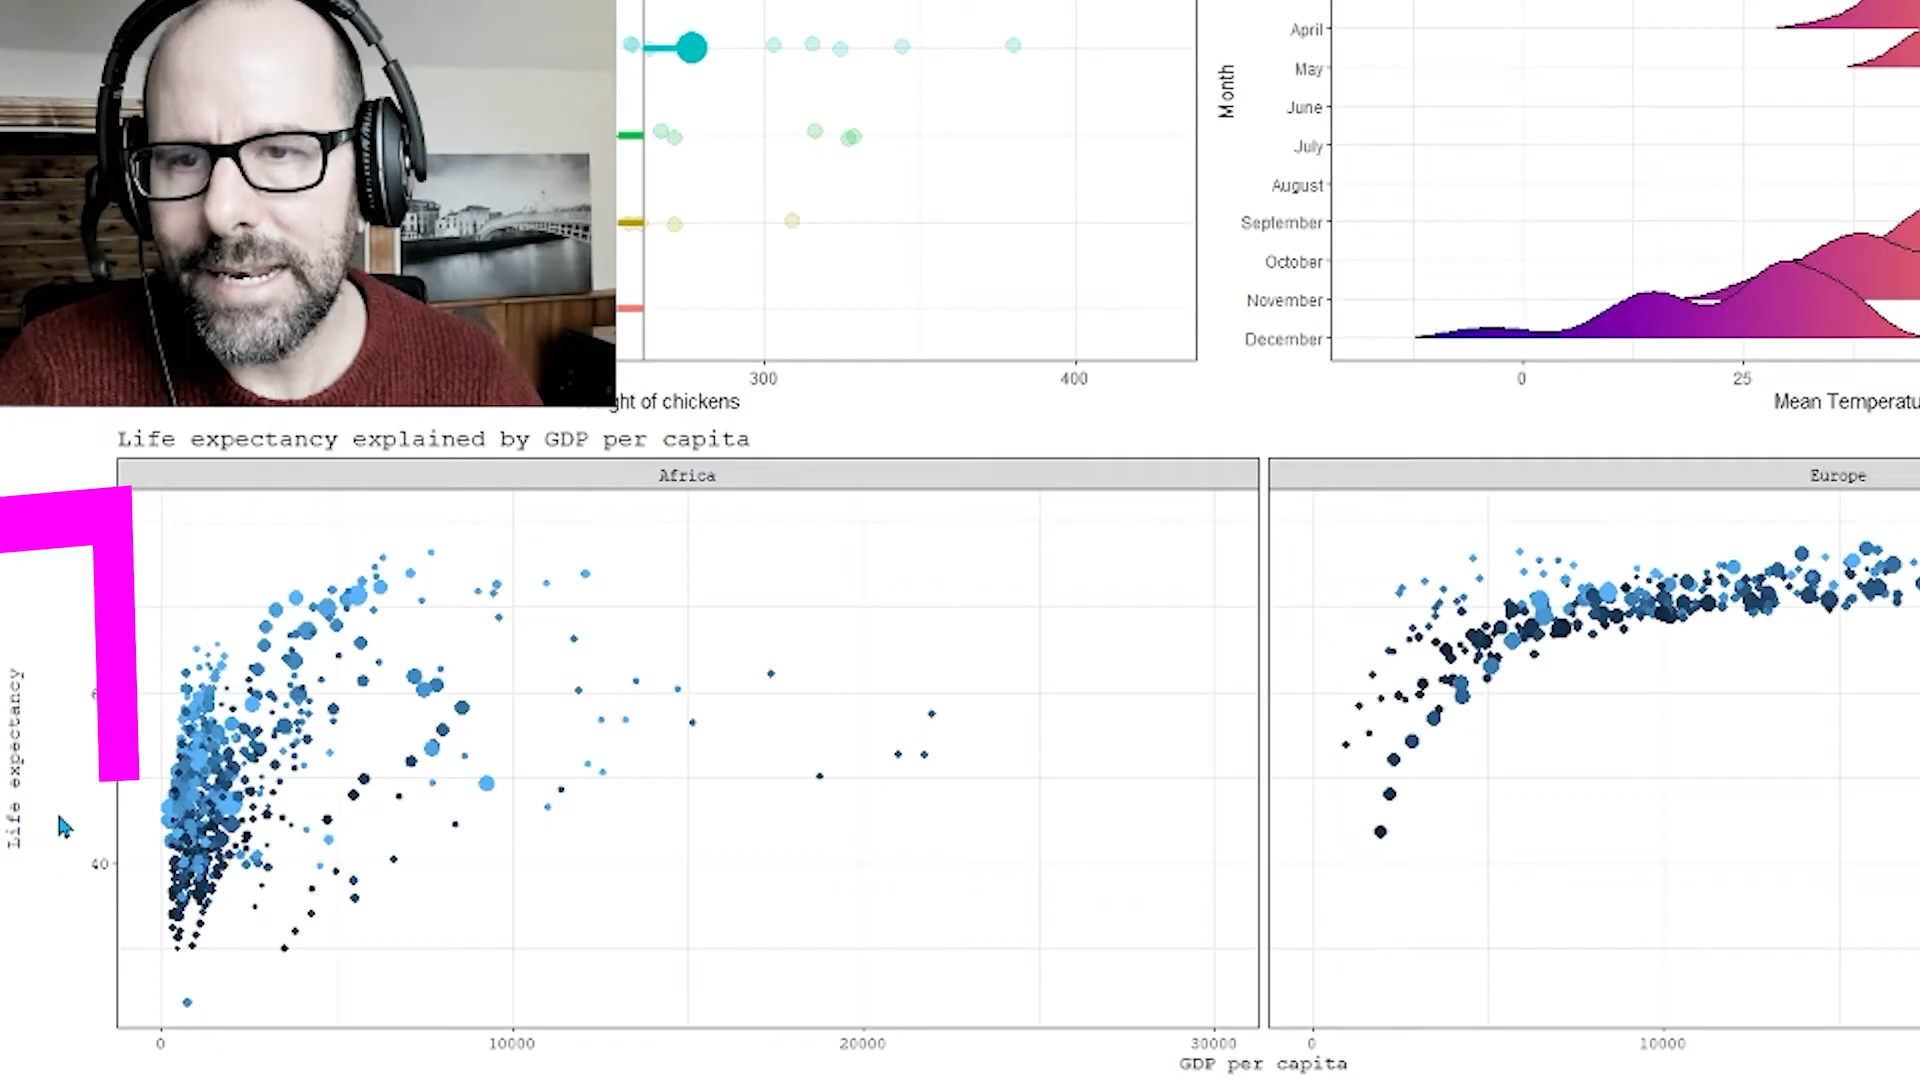 April
May
June
July
August
September
October
November
December
Month
300
400
0
25
ght of chickens
Mean Temperatu
Life expectancy explained by GDP per capita
Africa
Europe
Life expectancy
40
0
10000
20000
30000
0
10000
GDP per capita